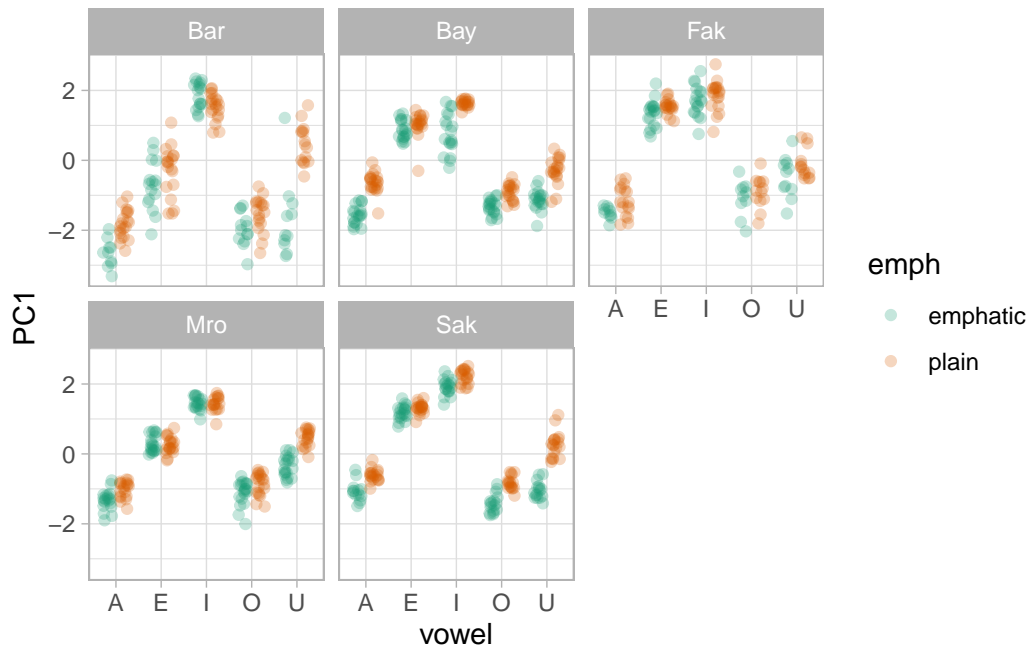 Bar Bay Fak
PC1
2
0
−2
A E I O U
Mro Sak
2
0
−2
A E I O U A E I O U
vowel
emph
emphatic
plain